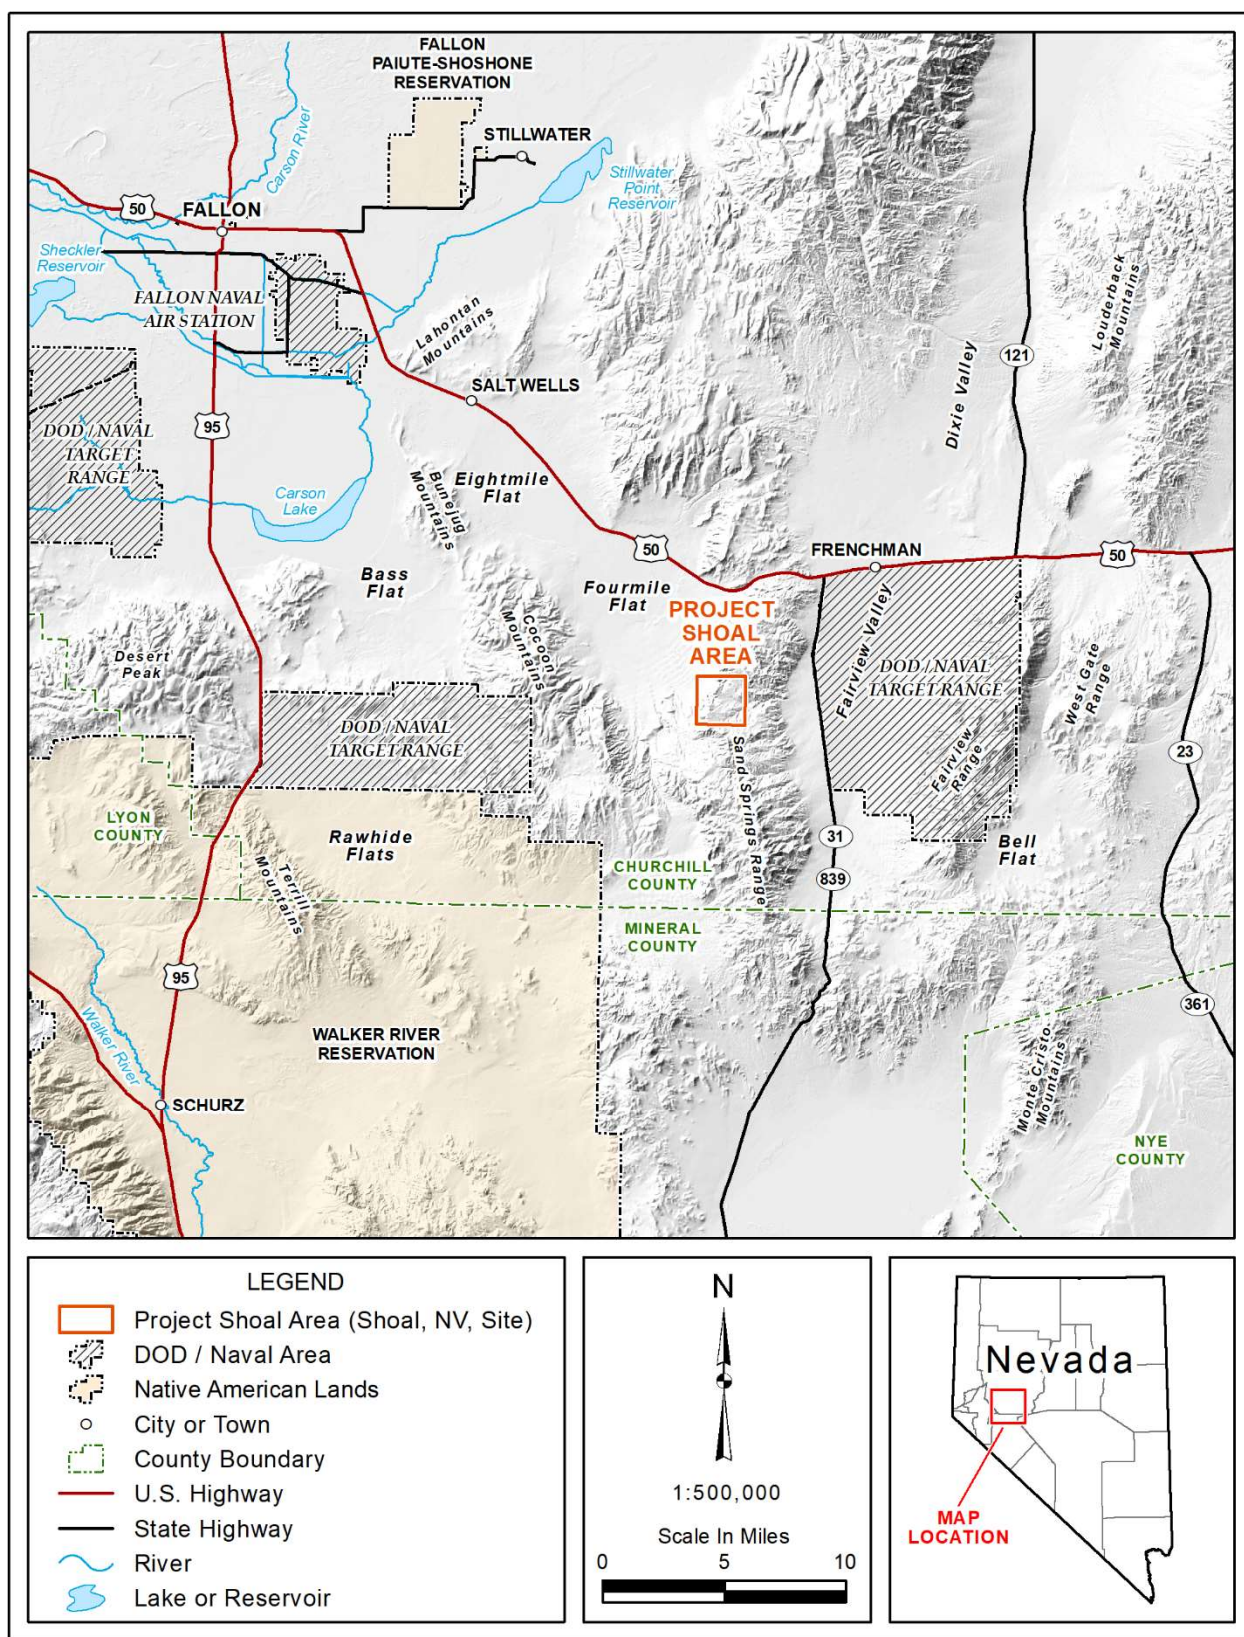 FALLON
PAIUTE-SHOSHONE
RESERVATION
STILLWATER
Carson River
Stillwater
Point
Reservoir
50
FALLON
Sheckler
Reservoir
FALLON NAVAL
AIR STATION
Lahontan
Mountains
Louderback
Mountains
121
Dixie Valley
SALT WELLS
95
DOD / NAVAL
TARGET
RANGE
Carson
Lake
Bunejug
Mountains
Eightmile
Flat
50
FRENCHMAN
50
Bass
Flat
Fourmile
Flat
PROJECT
SHOAL
AREA
Cocoon
Mountains
Desert
Peak
Fairview Valley
DOD / NAVAL
TARGET RANGE
West Gate
Range
DOD / NAVAL
TARGET RANGE
Sand Springs Range
Fairview
Range
23
LYON
COUNTY
Rawhide
Flats
31
Bell
Flat
Terrill
Mountains
CHURCHILL
COUNTY
839
MINERAL
COUNTY
95
361
Walker River
WALKER RIVER
RESERVATION
Monte Cristo
Mountains
SCHURZ
NYE
COUNTY
LEGEND
Project Shoal Area (Shoal, NV, Site)
DOD / Naval Area
Native American Lands
City or Town
County Boundary
U.S. Highway
State Highway
River
Lake or Reservoir
N
1:500,000
Scale In Miles
0 5 10
Nevada
MAP
LOCATION